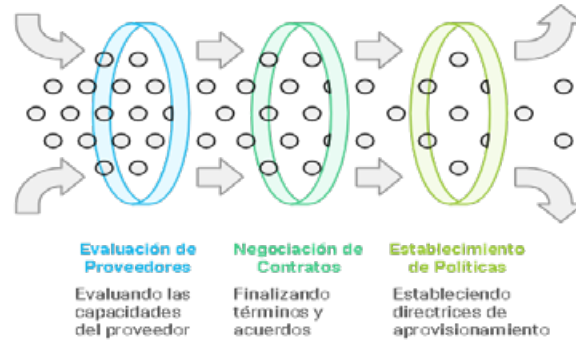 Evaluación de
Proveedores
Evaluando las
capacidades
del proveedor
Negociación de
Contratos
Finalizando
términos y
acuerdos
Establecimiento
de Políticas
Estableciendo
directrices de
aprovisionamiento